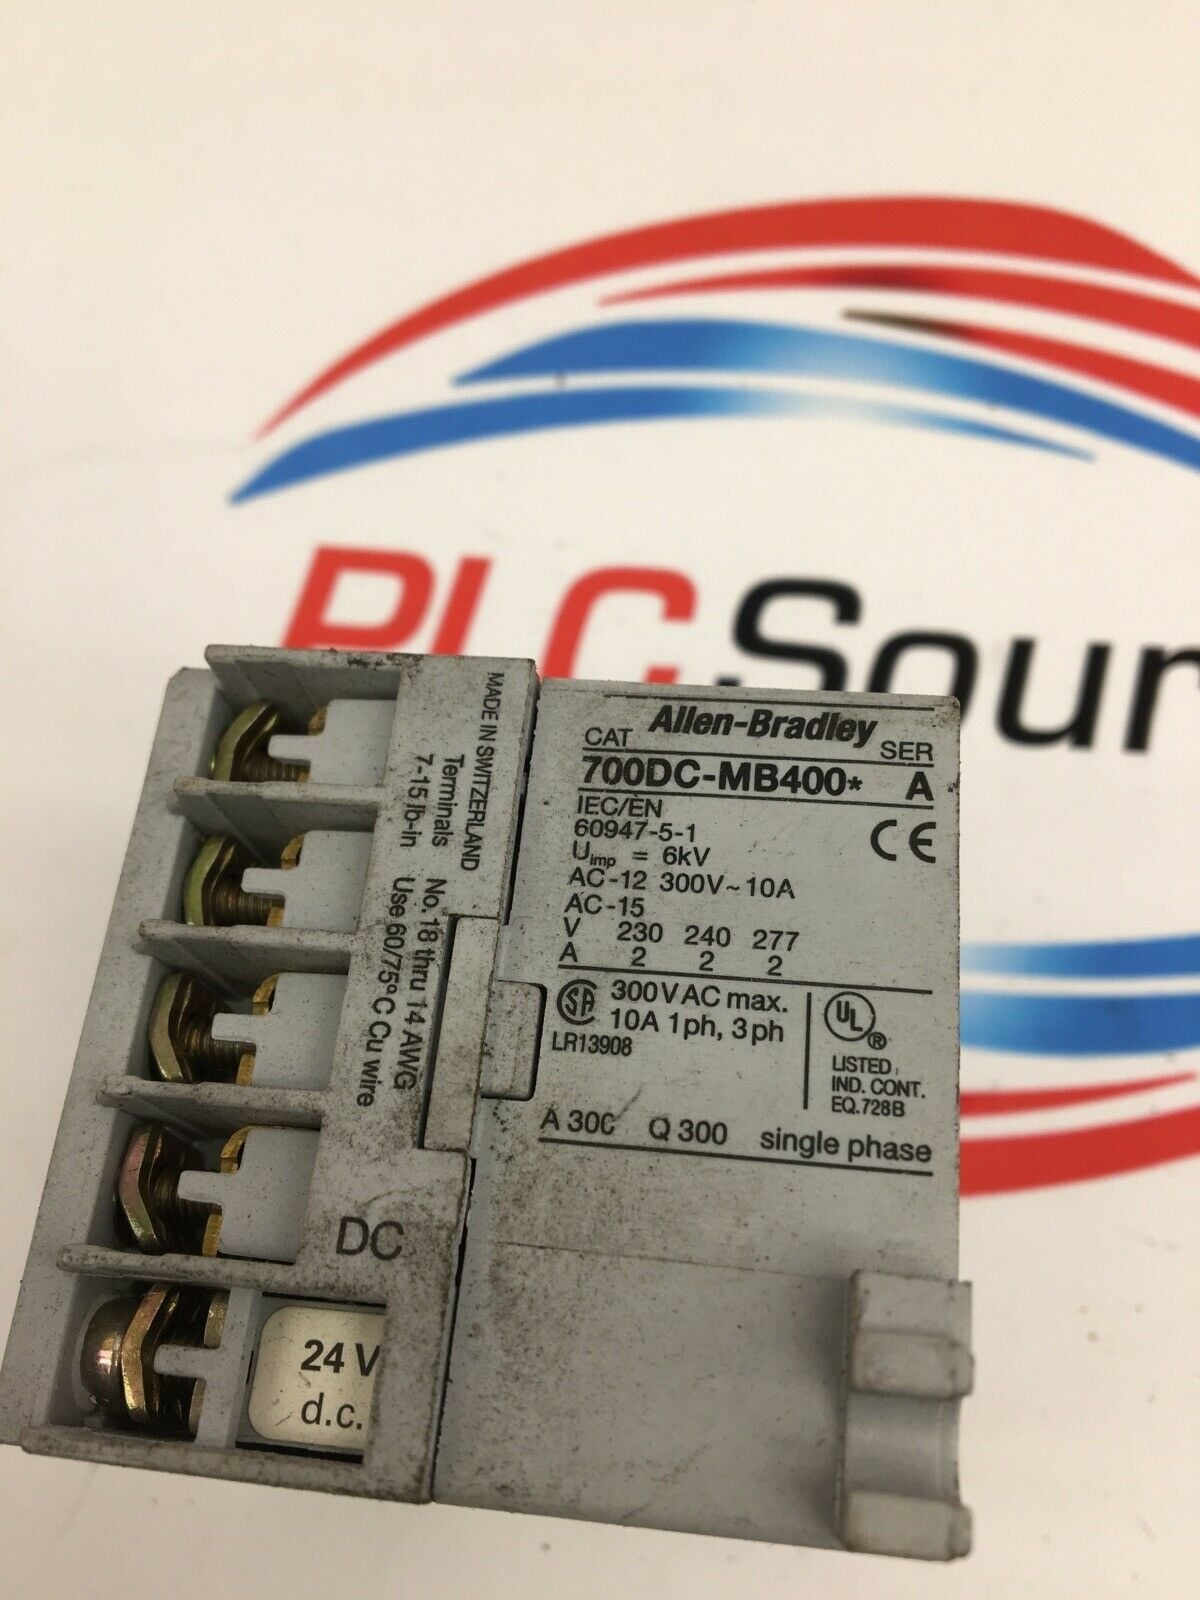 PLC Sour
MADE IN SWITZERLAND
Terminals No. 18 thru 14 AWG
7-15 lb-in Use 60/75°C Cu wire
DC
24 V
d.c.
Allen-Bradley
CAT SER
700DC-MB400* A
IEC/EN
60947-5-1
CE
Uimp = 6kV
AC-12 300V~10A
AC-15
V 230 240 277
A 2 2 2
SA 300VAC max.
10A 1ph, 3ph
LR13908
UL ®
LISTED
IND. CONT.
EQ.728B
A 300 Q 300 single phase